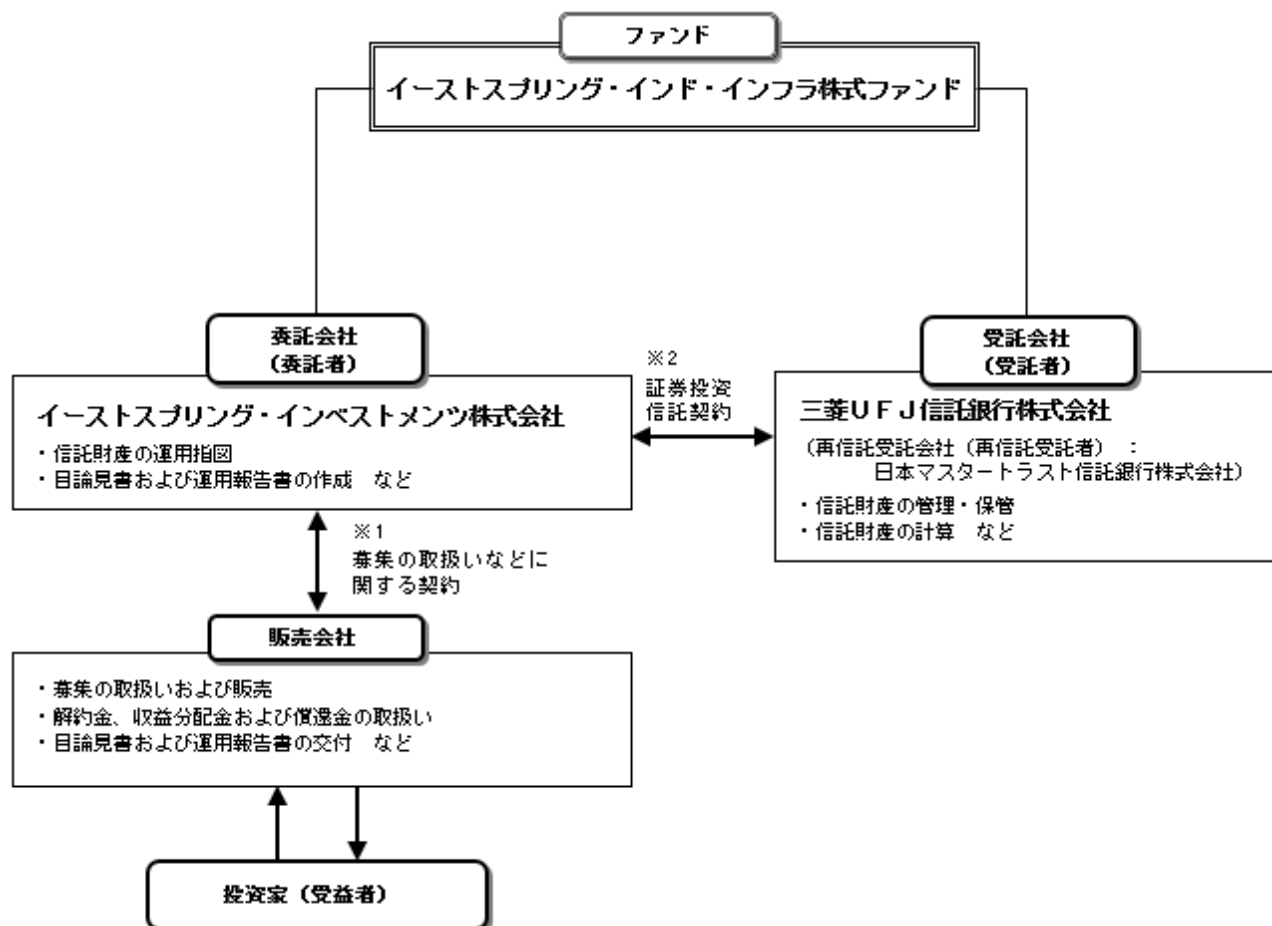 ファンド
イーストスプリング・インド・インフラ株式ファンド
委託会社
（委託者）
イーストスプリング・インベストメンツ株式会社
・信託財産の運用指図
・目論見書および運用報告書の作成　など
※２
証券投資
信託契約
受託会社
（受託者）
三菱ＵＦＪ信託銀行株式会社
（再信託受託会社（再信託受託者）：
日本マスタートラスト信託銀行株式会社）
・信託財産の管理・保管
・信託財産の計算　など
※１
募集の取扱いなどに
関する契約
販売会社
・募集の取扱いおよび販売
・解約金、収益分配金および償還金の取扱い
・目論見書および運用報告書の交付　など
投資家（受益者）